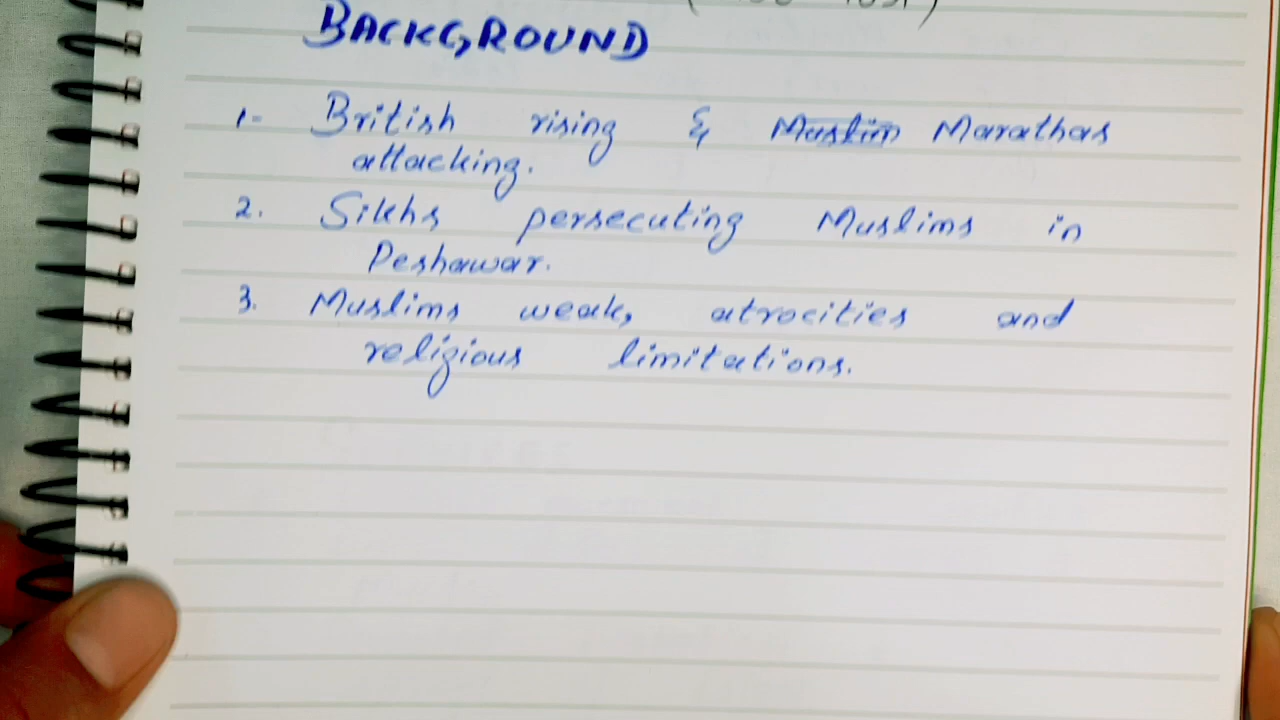 BACKGROUND
1- British rising & Muslim Marathas
attacking.
2. Sikhs persecuting Muslims in
Peshawar.
3. Muslims weak, atrocities and
religious limitations.